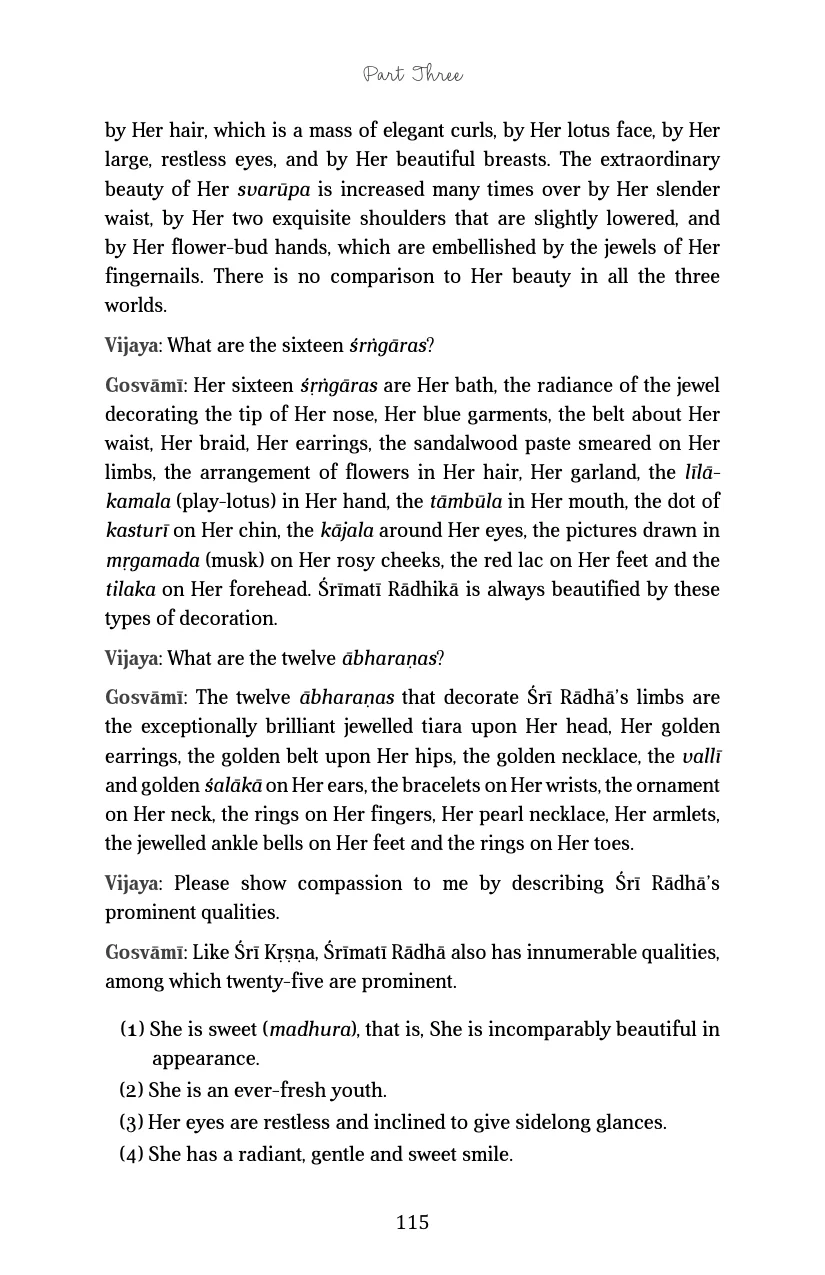 Part Three
by Her hair, which is a mass of elegant curls, by Her lotus face, by Her
large, restless eyes, and by Her beautiful breasts. The extraordinary
beauty of Her svarūpa is increased many times over by Her slender
waist, by Her two exquisite shoulders that are slightly lowered, and
by Her flower-bud hands, which are embellished by the jewels of Her
fingernails. There is no comparison to Her beauty in all the three
worlds.
Vijaya: What are the sixteen śrṅgāras?
Gosvāmī: Her sixteen śṛṅgāras are Her bath, the radiance of the jewel
decorating the tip of Her nose, Her blue garments, the belt about Her
waist, Her braid, Her earrings, the sandalwood paste smeared on Her
limbs, the arrangement of flowers in Her hair, Her garland, the līlā-
kamala (play-lotus) in Her hand, the tāmbūla in Her mouth, the dot of
kasturī on Her chin, the kājala around Her eyes, the pictures drawn in
mṛgamada (musk) on Her rosy cheeks, the red lac on Her feet and the
tilaka on Her forehead. Śrīmatī Rādhikā is always beautified by these
types of decoration.
Vijaya: What are the twelve ābharaṇas?
Gosvāmī: The twelve ābharaṇas that decorate Śrī Rādhā’s limbs are
the exceptionally brilliant jewelled tiara upon Her head, Her golden
earrings, the golden belt upon Her hips, the golden necklace, the vallī
and golden śalākā on Her ears, the bracelets on Her wrists, the ornament
on Her neck, the rings on Her fingers, Her pearl necklace, Her armlets,
the jewelled ankle bells on Her feet and the rings on Her toes.
Vijaya: Please show compassion to me by describing Śrī Rādhā’s
prominent qualities.
Gosvāmī: Like Śrī Kṛṣṇa, Śrīmatī Rādhā also has innumerable qualities,
among which twenty-five are prominent.
(1) She is sweet (madhura), that is, She is incomparably beautiful in
appearance.
(2) She is an ever-fresh youth.
(3) Her eyes are restless and inclined to give sidelong glances.
(4) She has a radiant, gentle and sweet smile.
115